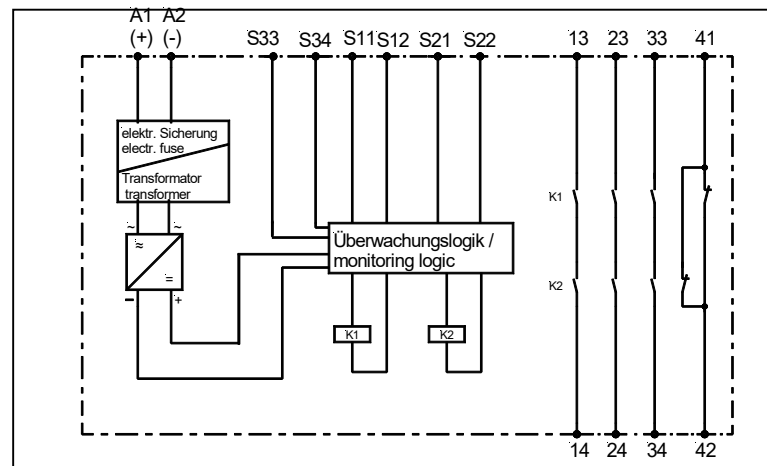 A1 A2
(+) (-) S33 S34 S11 S12 S21 S22 13 23 33 41
elektr. Sicherung
electr. fuse
Transformator
transformer
~ ~
≈
=
− +
Überwachungslogik /
monitoring logic
K1
K2
K1 K2
14 24 34 42